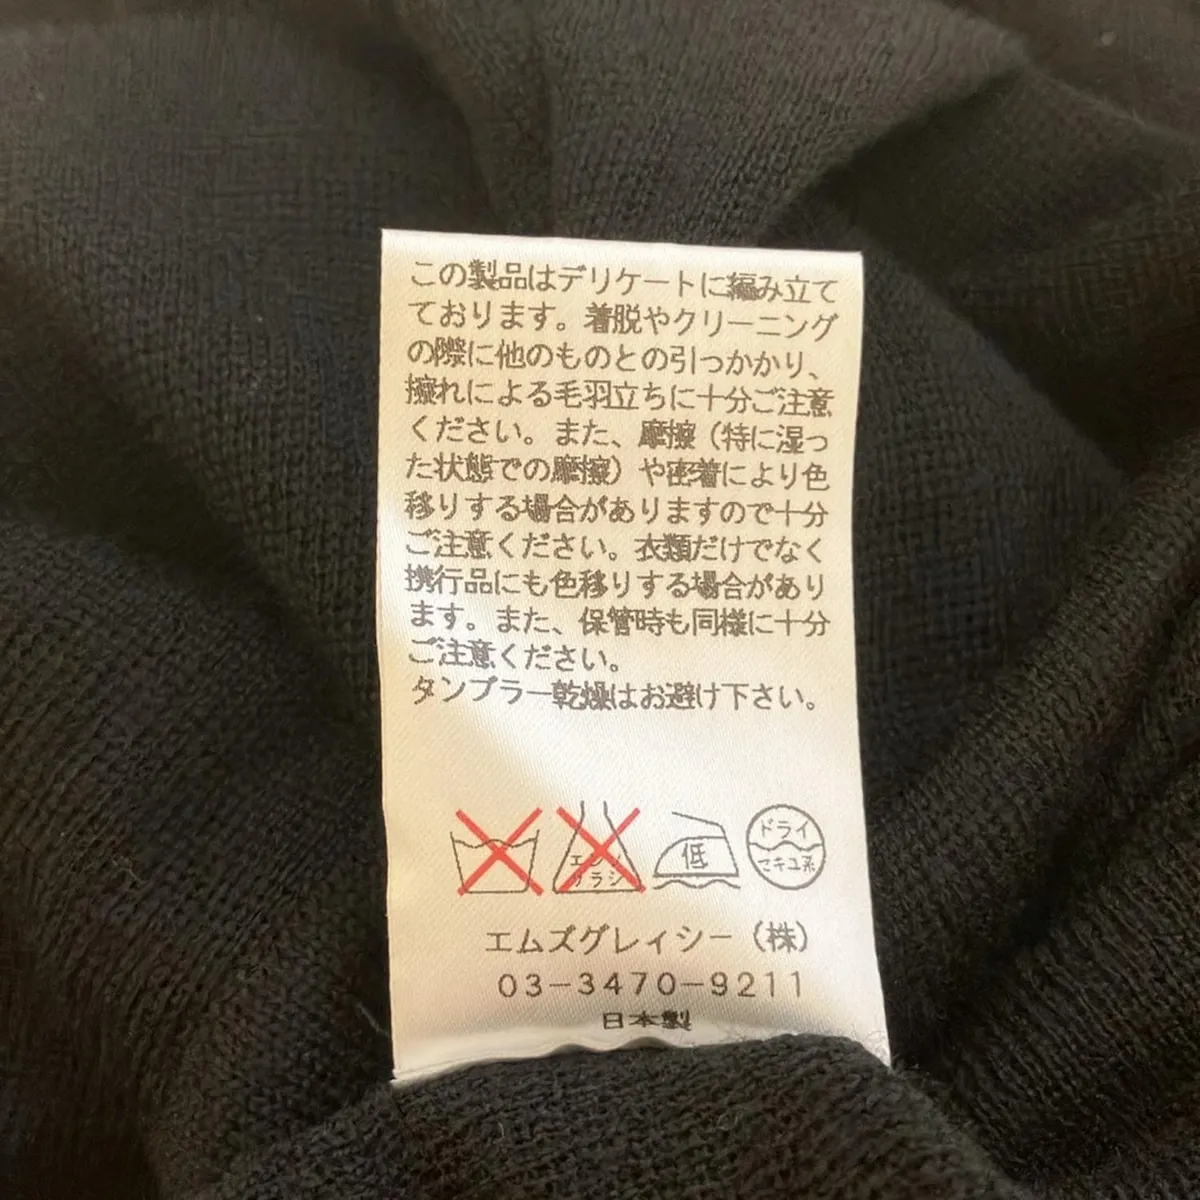 この製品はデリケートに編み立て
ております。着脱やクリーニング
の際に他のものとの引っかかり、
擦れによる毛羽立ちに十分ご注意
ください。また、摩擦（特に湿っ
た状態での摩擦）や密着により色
移りする場合がありますので十分
ご注意ください。衣類だけでなく
携行品にも色移りする場合があり
ます。また、保管時も同様に十分
ご注意ください。
タンブラー乾燥はお避け下さい。
エンソ
サラシ
低
ドライ
セキユ系
エムズグレィシー（株）
03-3470-9211
日本製